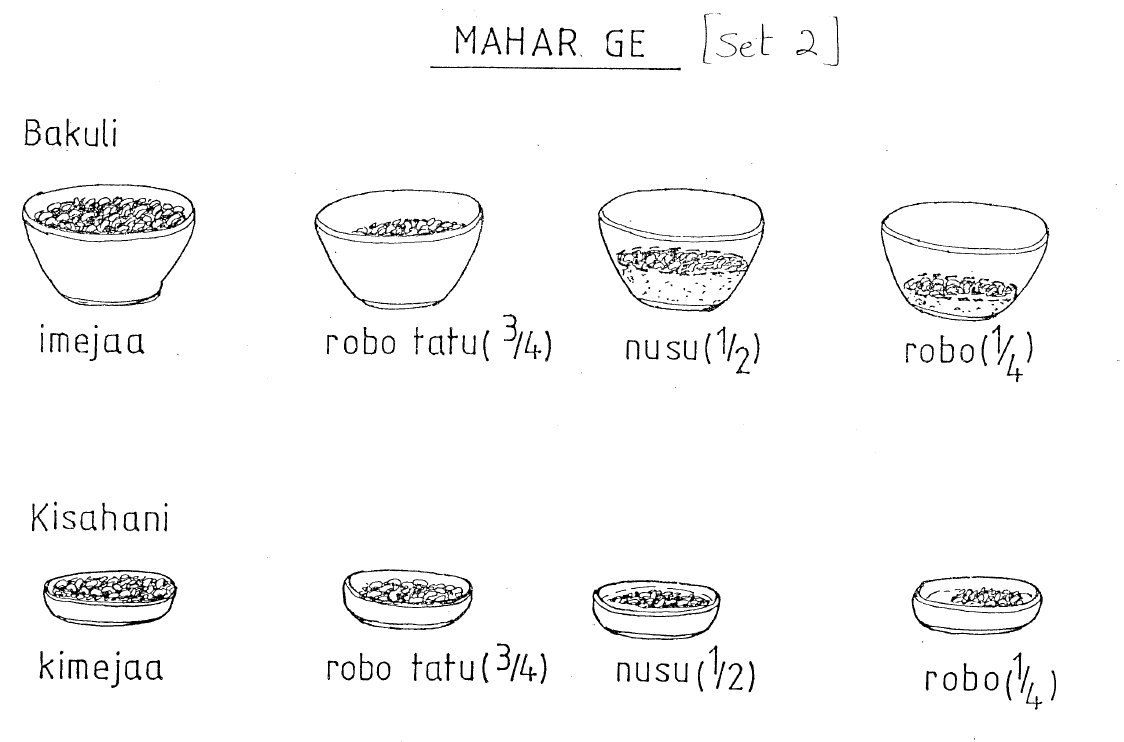 MAHARGE [Set 2]
Bakuli
imejaa robo tatu(3/4) nusu(1/2) robo(1/4)
Kisahani
kimejaa robo tatu(3/4) nusu(1/2) robo(1/4)